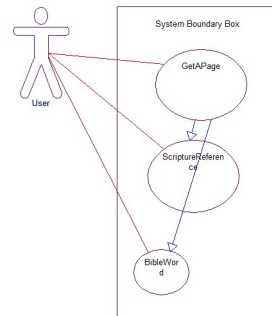 System Boundary Box
GetAPage
User
ScriptureReferen
ce
BibleWor
d